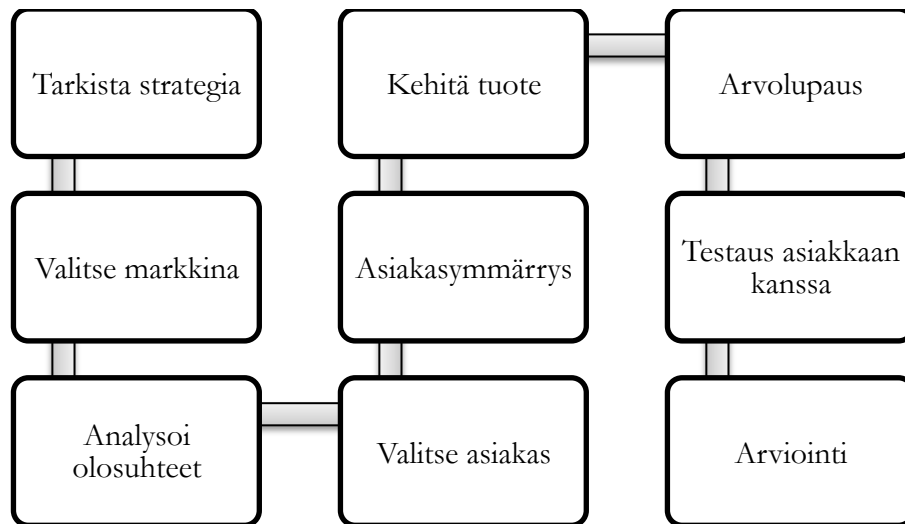 Tarkista strategia
Valitse markkina
Analysoi
olosuhteet
Valitse asiakas
Asiakasymmärrys
Kehitä tuote
Arvolupaus
Testaus asiakkaan
kanssa
Arviointi